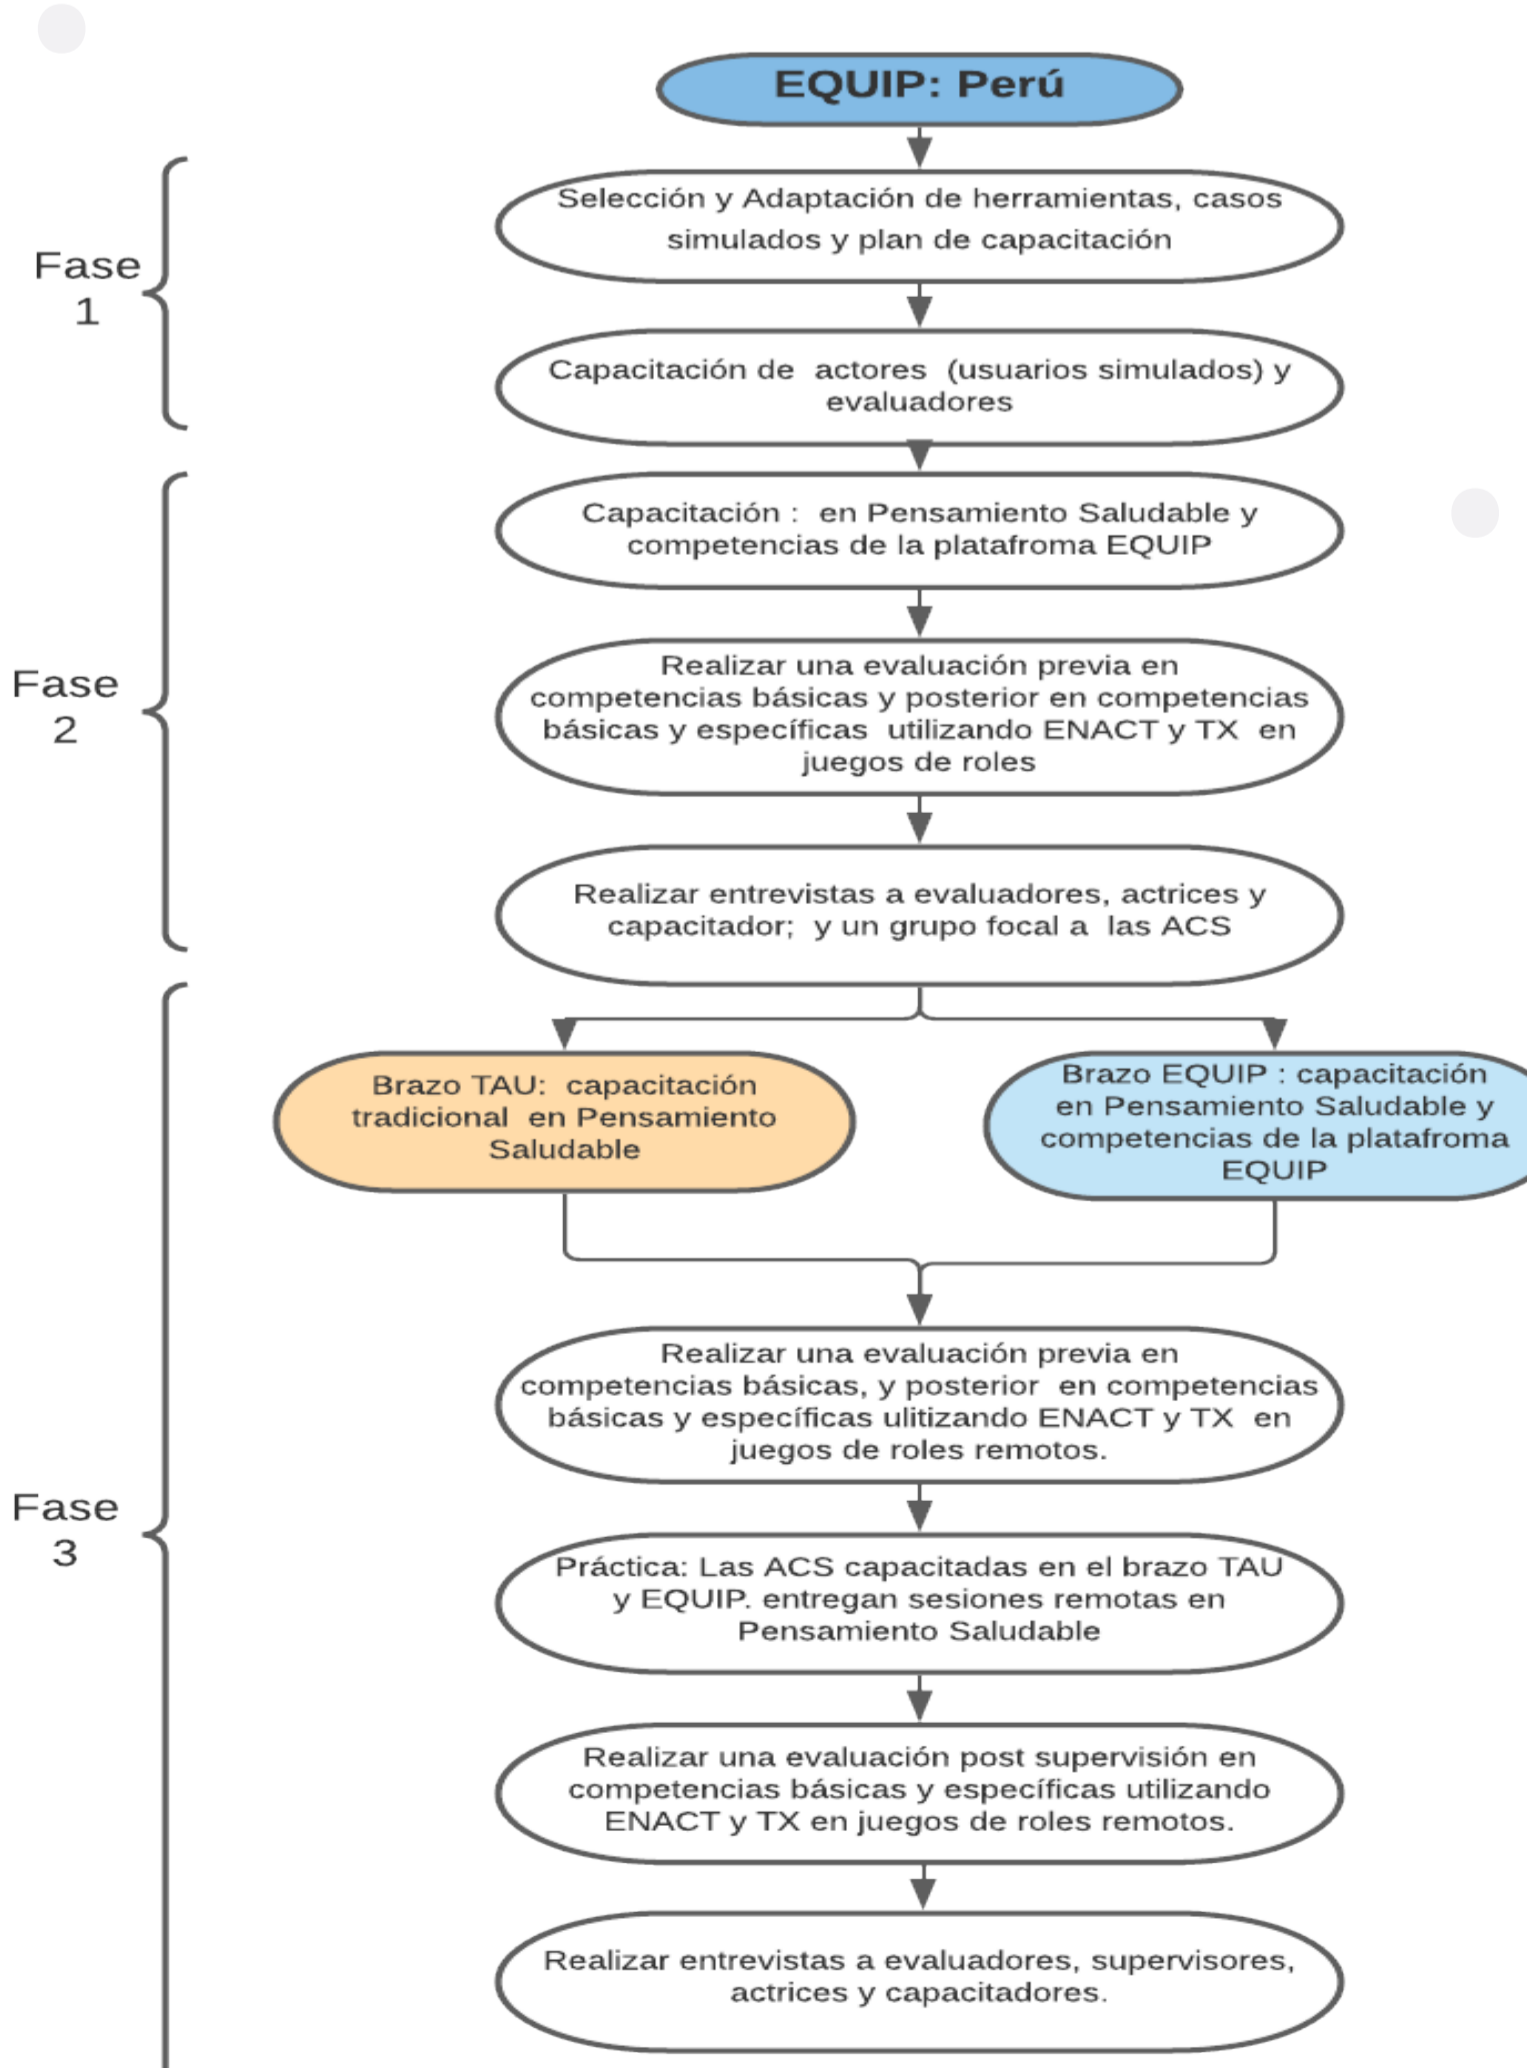 EQUIP: Perú
Fase
1
Selección y Adaptación de herramientas, casos
simulados y plan de capacitación
Capacitación de actores (usuarios simulados) y
evaluadores
Fase
2
Capacitación : en Pensamiento Saludable y
competencias de la platafroma EQUIP
Realizar una evaluación previa en
competencias básicas y posterior en competencias
básicas y específicas utilizando ENACT y TX en
juegos de roles
Realizar entrevistas a evaluadores, actrices y
capacitador; y un grupo focal a las ACS
Fase
3
Brazo TAU: capacitación
tradicional en Pensamiento
Saludable
Brazo EQUIP : capacitación
en Pensamiento Saludable y
competencias de la platafroma
EQUIP
Realizar una evaluación previa en
competencias básicas, y posterior en competencias
básicas y específicas ulitizando ENACT y TX en
juegos de roles remotos.
Práctica: Las ACS capacitadas en el brazo TAU
y EQUIP. entregan sesiones remotas en
Pensamiento Saludable
Realizar una evaluación post supervisión en
competencias básicas y específicas utilizando
ENACT y TX en juegos de roles remotos.
Realizar entrevistas a evaluadores, supervisores,
actrices y capacitadores.